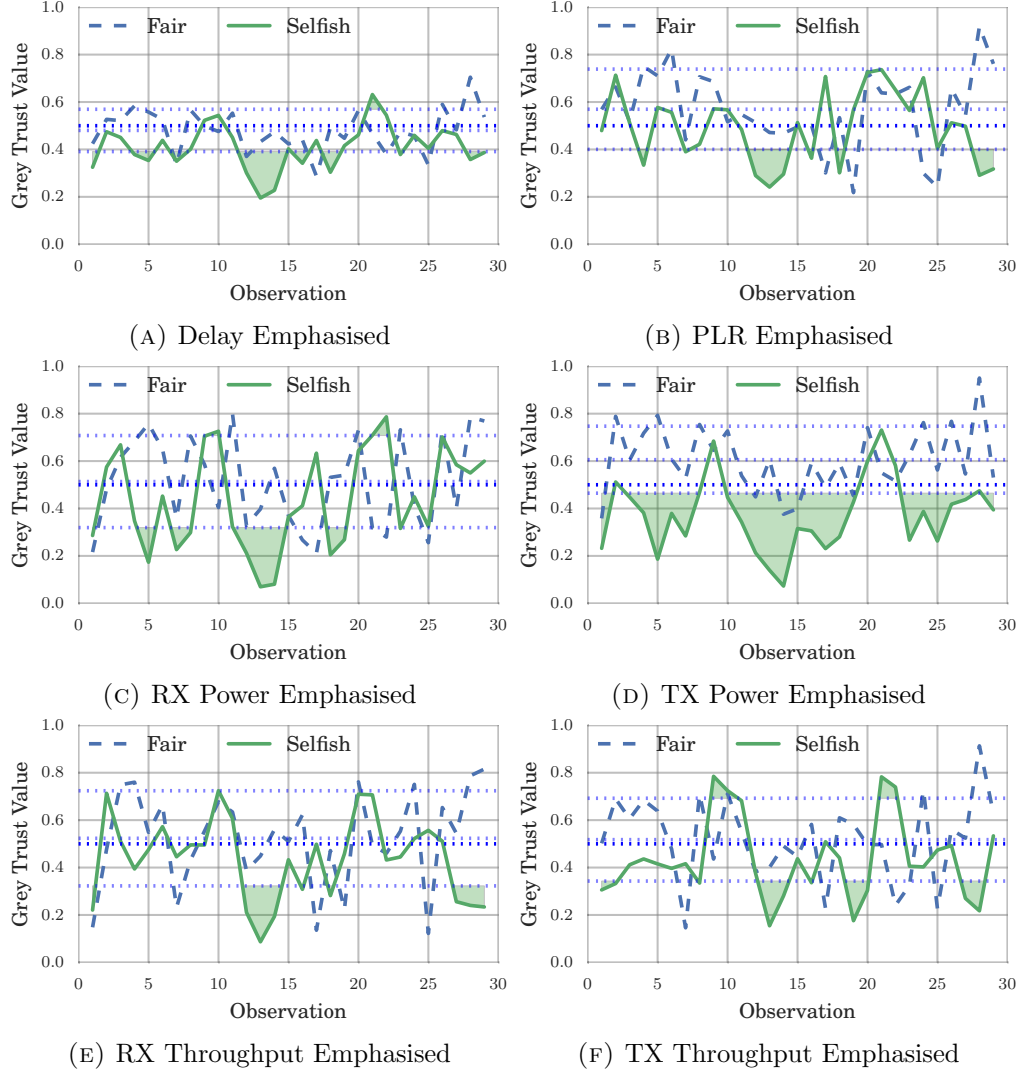 Fair Selfish
Grey Trust Value
1.0
0.8
0.6
0.4
0.2
0.0
0 5 10 15 20 25 30
Observation
(A) Delay Emphasised
Fair Selfish
Grey Trust Value
1.0
0.8
0.6
0.4
0.2
0.0
0 5 10 15 20 25 30
Observation
(B) PLR Emphasised
Fair Selfish
Grey Trust Value
1.0
0.8
0.6
0.4
0.2
0.0
0 5 10 15 20 25 30
Observation
(C) RX Power Emphasised
Fair Selfish
Grey Trust Value
1.0
0.8
0.6
0.4
0.2
0.0
0 5 10 15 20 25 30
Observation
(D) TX Power Emphasised
Fair Selfish
Grey Trust Value
1.0
0.8
0.6
0.4
0.2
0.0
0 5 10 15 20 25 30
Observation
(E) RX Throughput Emphasised
Fair Selfish
Grey Trust Value
1.0
0.8
0.6
0.4
0.2
0.0
0 5 10 15 20 25 30
Observation
(F) TX Throughput Emphasised